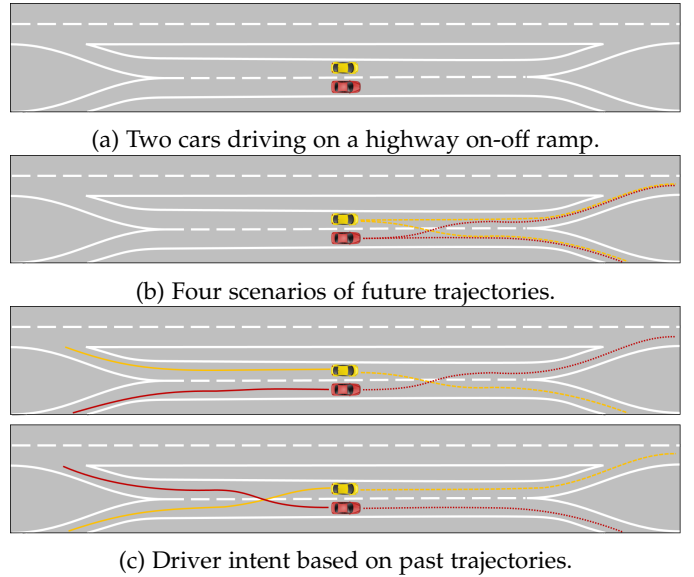 (a) Two cars driving on a highway on-off ramp.
(b) Four scenarios of future trajectories.
(c) Driver intent based on past trajectories.